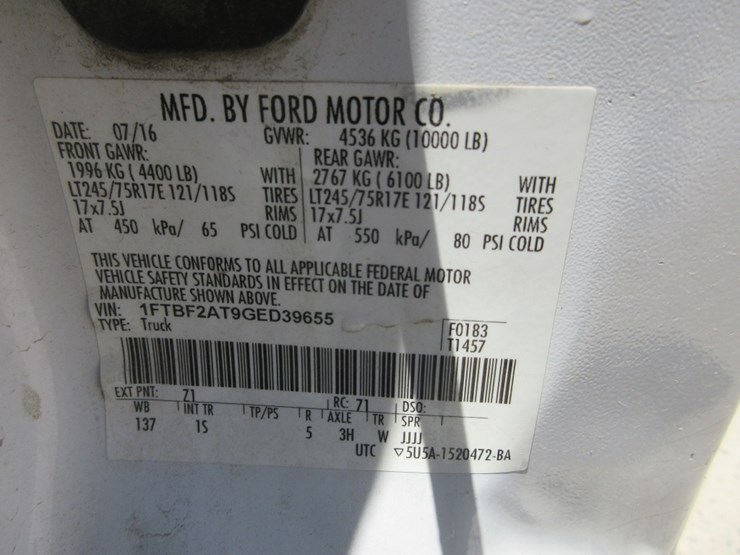 MFD. BY FORD MOTOR CO.
DATE: 07/16 GVWR: 4536 KG (10000 LB)
FRONT GAWR: REAR GAWR:
1996 KG ( 4400 LB) WITH 2767 KG ( 6100 LB) WITH
LT245/75R17E 121/118S TIRES LT245/75R17E 121/118S TIRES
17x7.5J RIMS 17x7.5J RIMS
AT 450 kPa/ 65 PSI COLD AT 550 kPa/ 80 PSI COLD
THIS VEHICLE CONFORMS TO ALL APPLICABLE FEDERAL MOTOR
VEHICLE SAFETY STANDARDS IN EFFECT ON THE DATE OF
MANUFACTURE SHOWN ABOVE.
VIN: 1FTBF2AT9GED39655
TYPE: Truck F0183
T1457
EXT PNT: Z1 RC: 71 DSO:
WB INT TR TP/PS R AXLE TR SPR
137 1S 5 3H W JJJJ
UTC ▽5U5A-1520472-BA